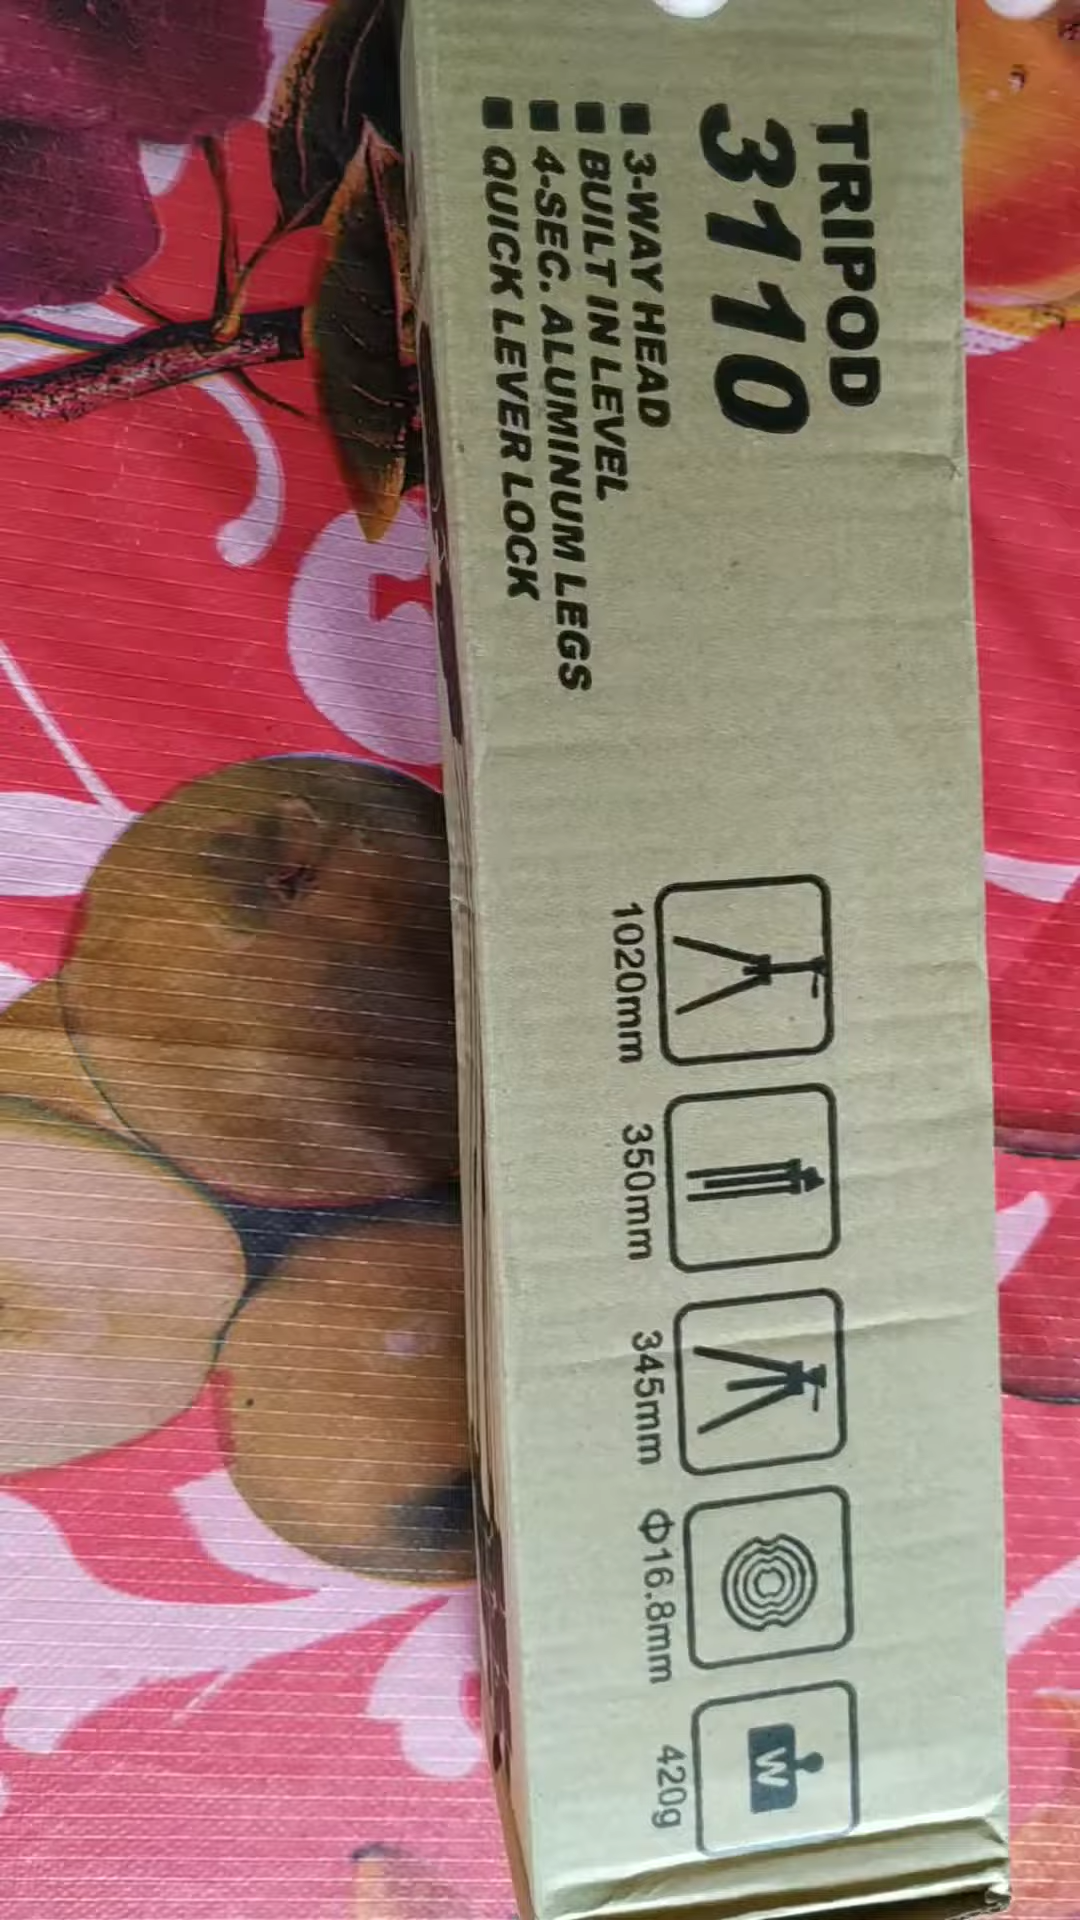 TRIPOD
3110
■ 3-WAY HEAD
■ BUILT IN LEVEL
■ 4-SEC. ALUMINUM LEGS
■ QUICK LEVER LOCK
1020mm
350mm
345mm
Φ16.8mm
W
420g